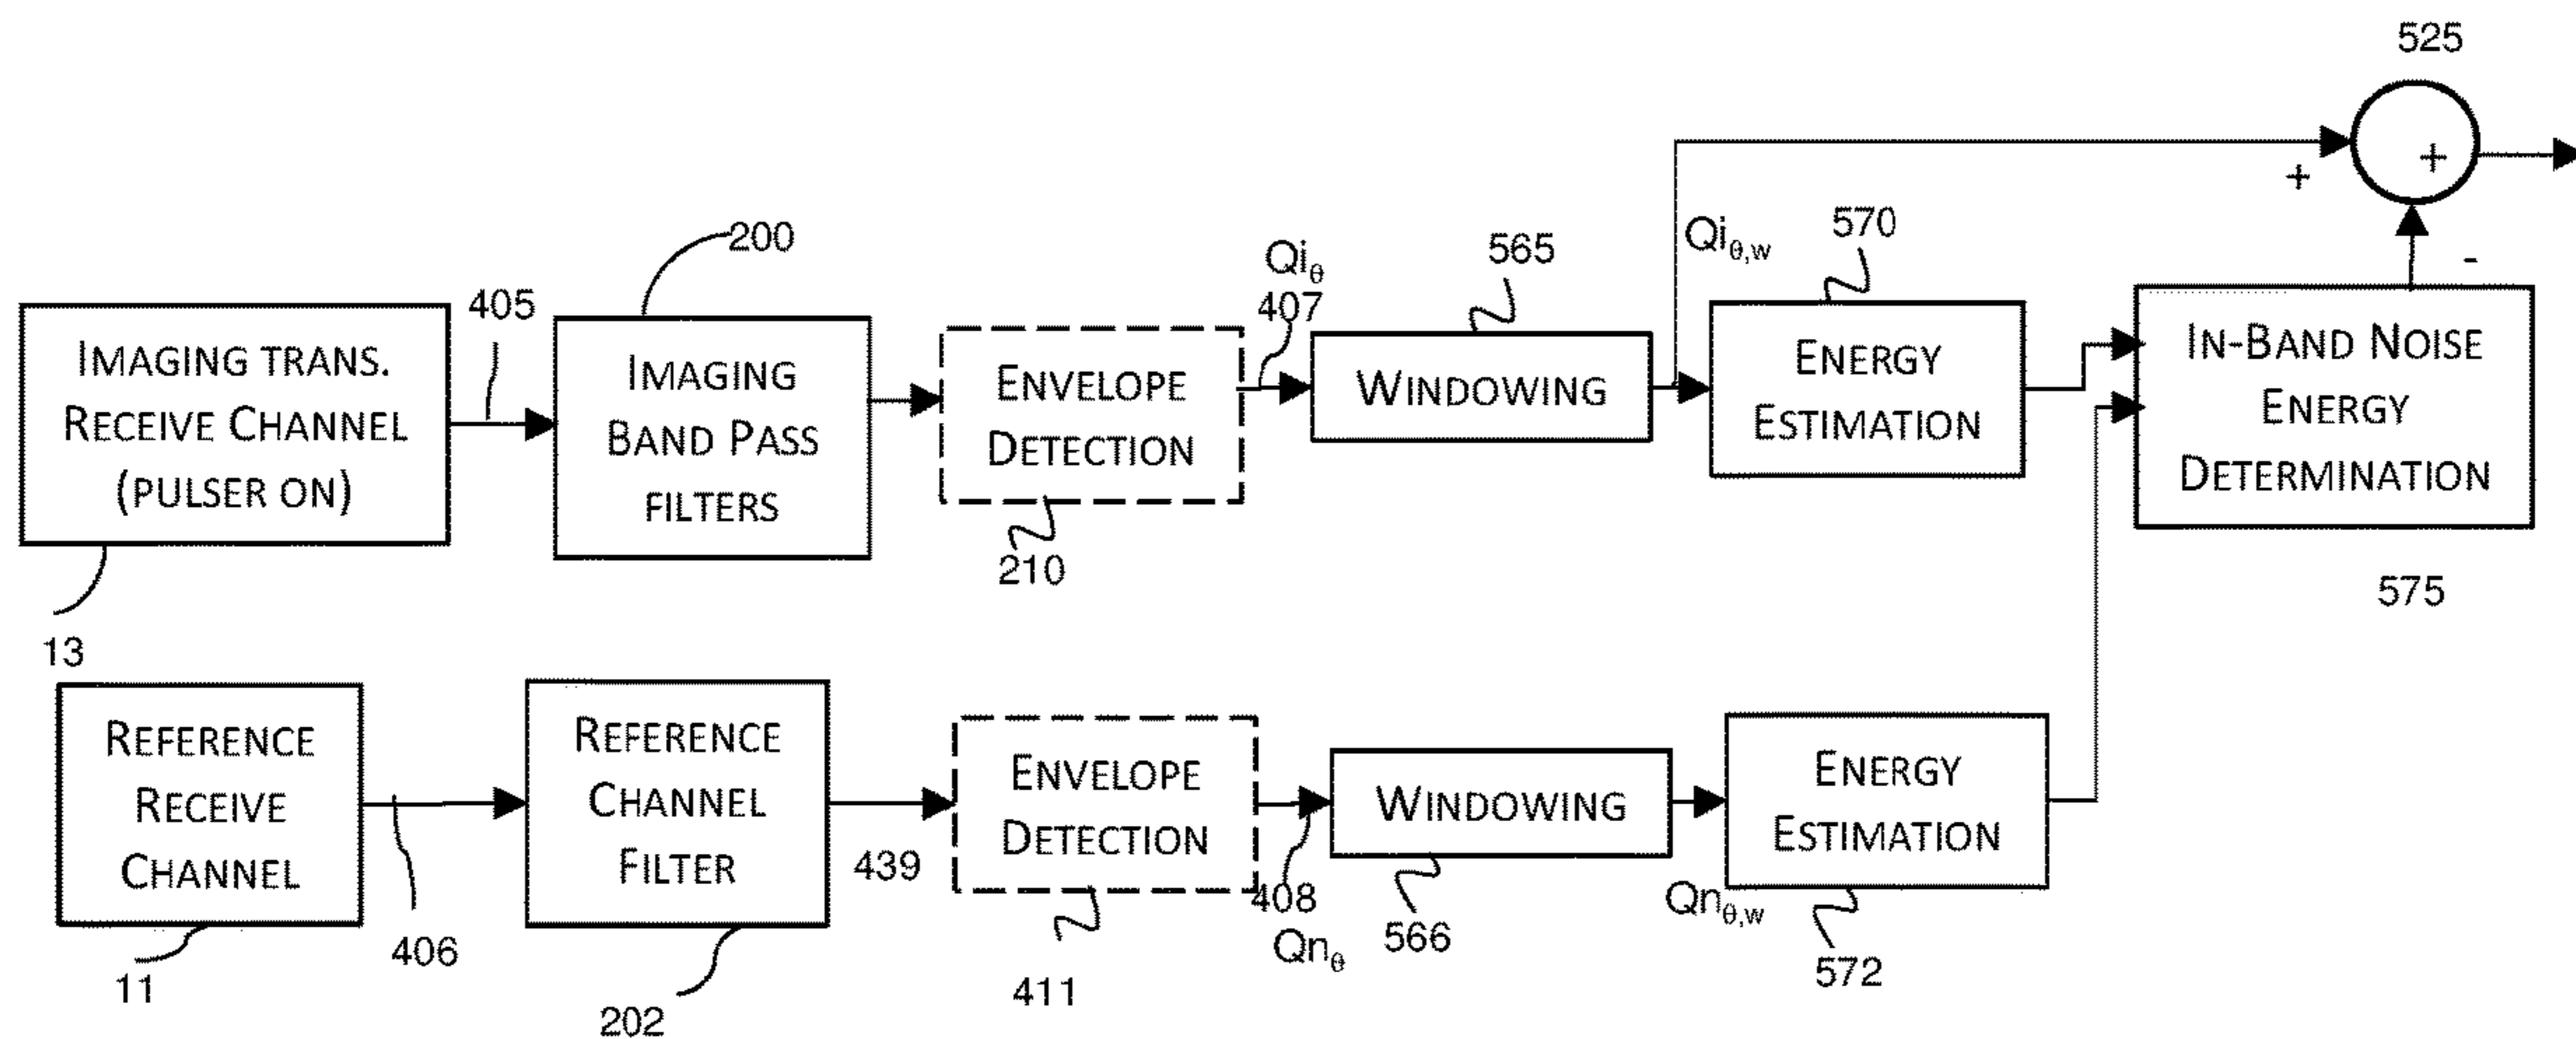 525
+
+
-
200
405
IMAGING TRANS.
RECEIVE CHANNEL
(PULSER ON)
13
IMAGING
BAND PASS
FILTERS
ENVELOPE
DETECTION
210
Qiθ
407
565
WINDOWING
Qiθ,w
570
ENERGY
ESTIMATION
IN-BAND NOISE
ENERGY
DETERMINATION
575
REFERENCE
RECEIVE
CHANNEL
11
406
REFERENCE
CHANNEL
FILTER
202
439
ENVELOPE
DETECTION
411
408
Qnθ
WINDOWING
566
Qnθ,w
ENERGY
ESTIMATION
572